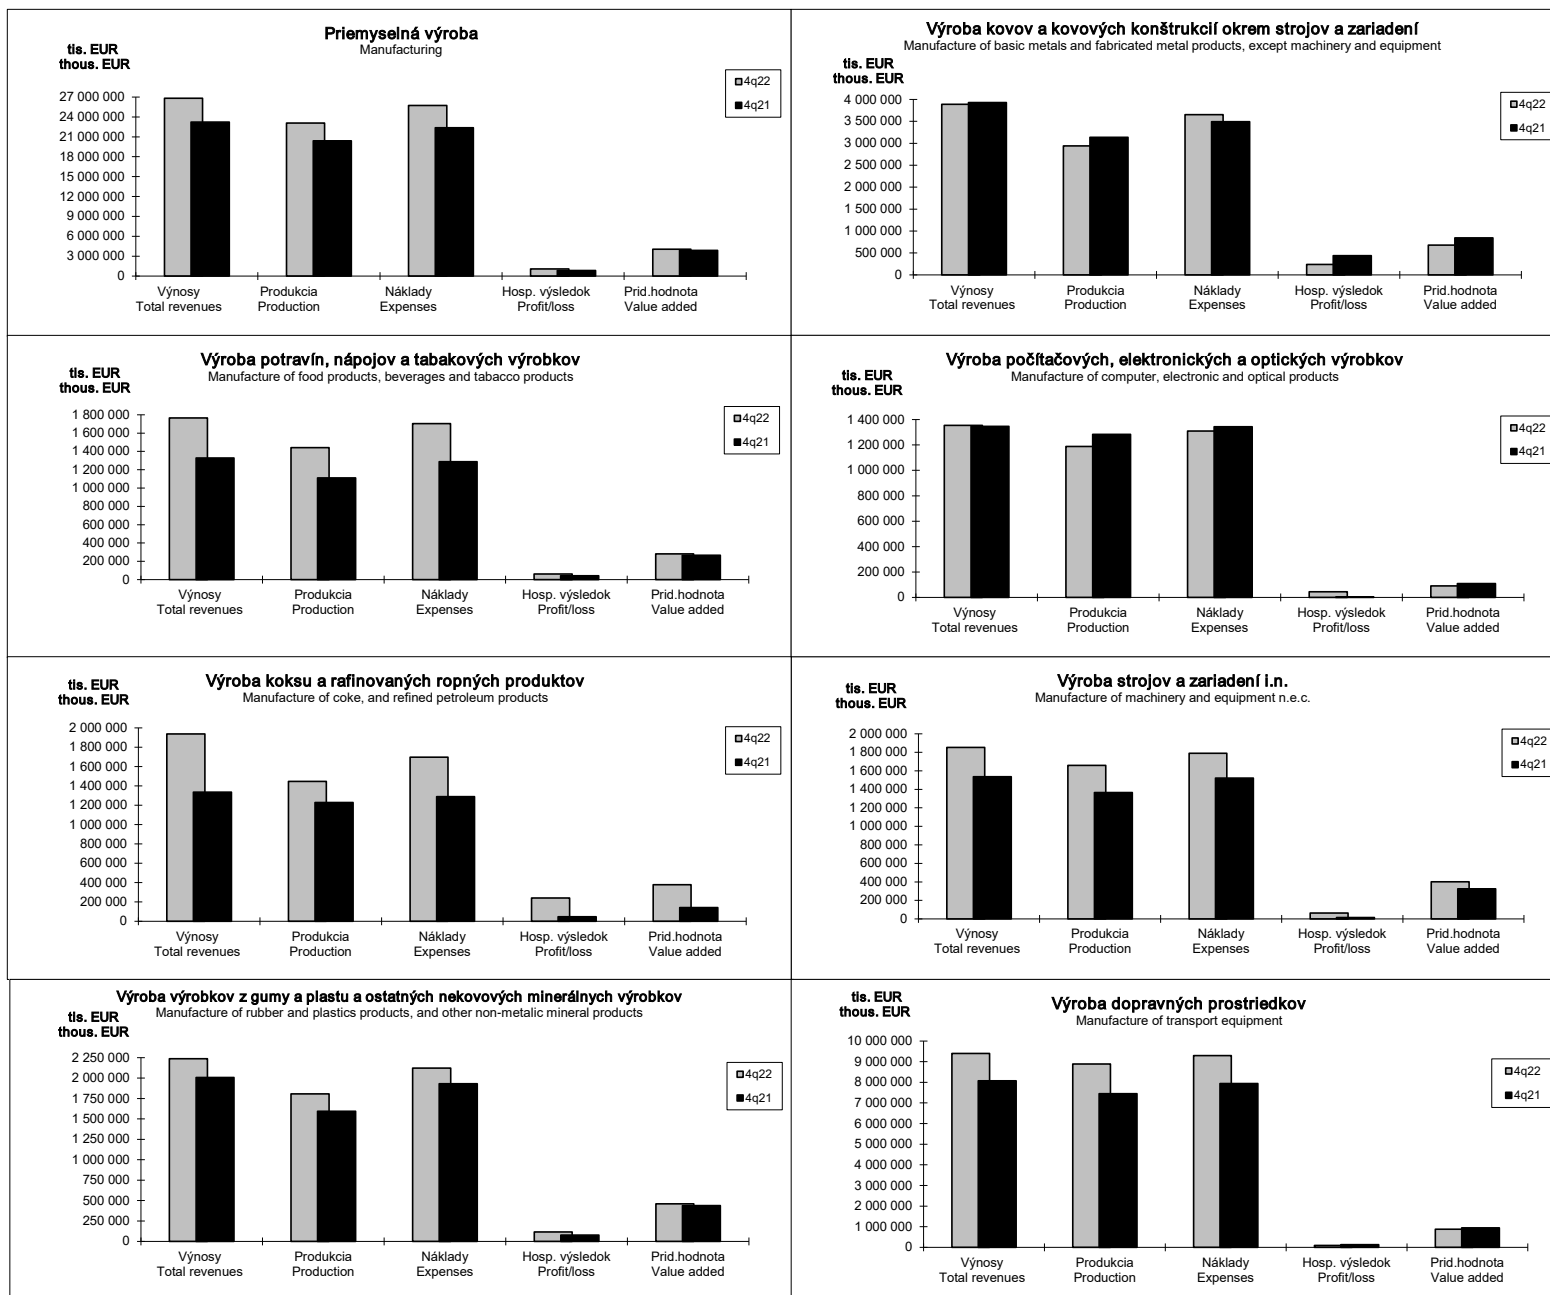 Priemyselná výroba
Manufacturing
tis. EUR
thous. EUR
4q22
4q21
27 000 000
24 000 000
21 000 000
18 000 000
15 000 000
12 000 000
9 000 000
6 000 000
3 000 000
0
Výnosy
Total revenues
Produkcia
Production
Náklady
Expenses
Hosp. výsledok
Profit/loss
Prid.hodnota
Value added
Výroba kovov a kovových konštrukcií okrem strojov a zariadení
Manufacture of basic metals and fabricated metal products, except machinery and equipment
tis. EUR
thous. EUR
4q22
4q21
4 000 000
3 500 000
3 000 000
2 500 000
2 000 000
1 500 000
1 000 000
500 000
0
Výnosy
Total revenues
Produkcia
Production
Náklady
Expenses
Hosp. výsledok
Profit/loss
Prid.hodnota
Value added
Výroba potravín, nápojov a tabakových výrobkov
Manufacture of food products, beverages and tabacco products
tis. EUR
thous. EUR
4q22
4q21
1 800 000
1 600 000
1 400 000
1 200 000
1 000 000
800 000
600 000
400 000
200 000
0
Výnosy
Total revenues
Produkcia
Production
Náklady
Expenses
Hosp. výsledok
Profit/loss
Prid.hodnota
Value added
Výroba počítačových, elektronických a optických výrobkov
Manufacture of computer, electronic and optical products
tis. EUR
thous. EUR
4q22
4q21
1 400 000
1 200 000
1 000 000
800 000
600 000
400 000
200 000
0
Výnosy
Total revenues
Produkcia
Production
Náklady
Expenses
Hosp. výsledok
Profit/loss
Prid.hodnota
Value added
Výroba koksu a rafinovaných ropných produktov
Manufacture of coke, and refined petroleum products
tis. EUR
thous. EUR
4q22
4q21
2 000 000
1 800 000
1 600 000
1 400 000
1 200 000
1 000 000
800 000
600 000
400 000
200 000
0
Výnosy
Total revenues
Produkcia
Production
Náklady
Expenses
Hosp. výsledok
Profit/loss
Prid.hodnota
Value added
Výroba strojov a zariadení i.n.
Manufacture of machinery and equipment n.e.c.
tis. EUR
thous. EUR
4q22
4q21
2 000 000
1 800 000
1 600 000
1 400 000
1 200 000
1 000 000
800 000
600 000
400 000
200 000
0
Výnosy
Total revenues
Produkcia
Production
Náklady
Expenses
Hosp. výsledok
Profit/loss
Prid.hodnota
Value added
Výroba výrobkov z gumy a plastu a ostatných nekovových minerálnych výrobkov
Manufacture of rubber and plastics products, and other non-metalic mineral products
tis. EUR
thous. EUR
4q22
4q21
2 250 000
2 000 000
1 750 000
1 500 000
1 250 000
1 000 000
750 000
500 000
250 000
0
Výnosy
Total revenues
Produkcia
Production
Náklady
Expenses
Hosp. výsledok
Profit/loss
Prid.hodnota
Value added
Výroba dopravných prostriedkov
Manufacture of transport equipment
tis. EUR
thous. EUR
4q22
4q21
10 000 000
9 000 000
8 000 000
7 000 000
6 000 000
5 000 000
4 000 000
3 000 000
2 000 000
1 000 000
0
Výnosy
Total revenues
Produkcia
Production
Náklady
Expenses
Hosp. výsledok
Profit/loss
Prid.hodnota
Value added